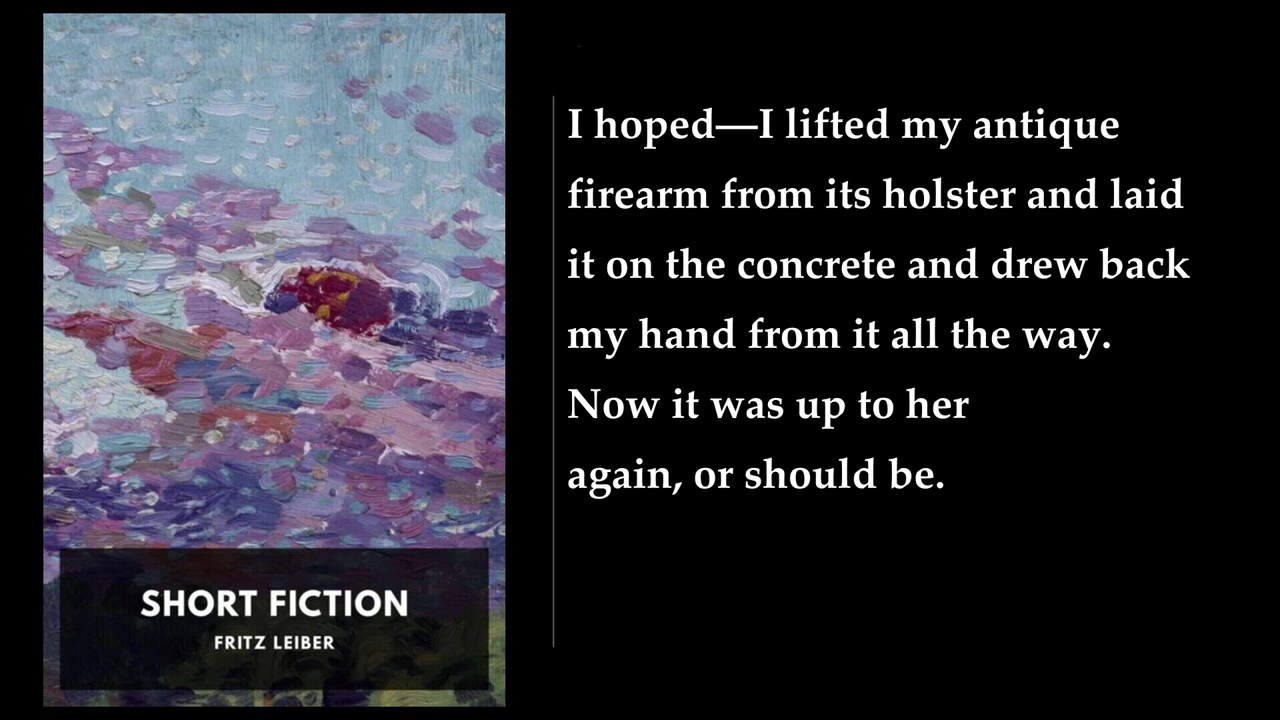 SHORT FICTION
FRITZ LEIBER
I hoped—I lifted my antique
firearm from its holster and laid
it on the concrete and drew back
my hand from it all the way.
Now it was up to her
again, or should be.